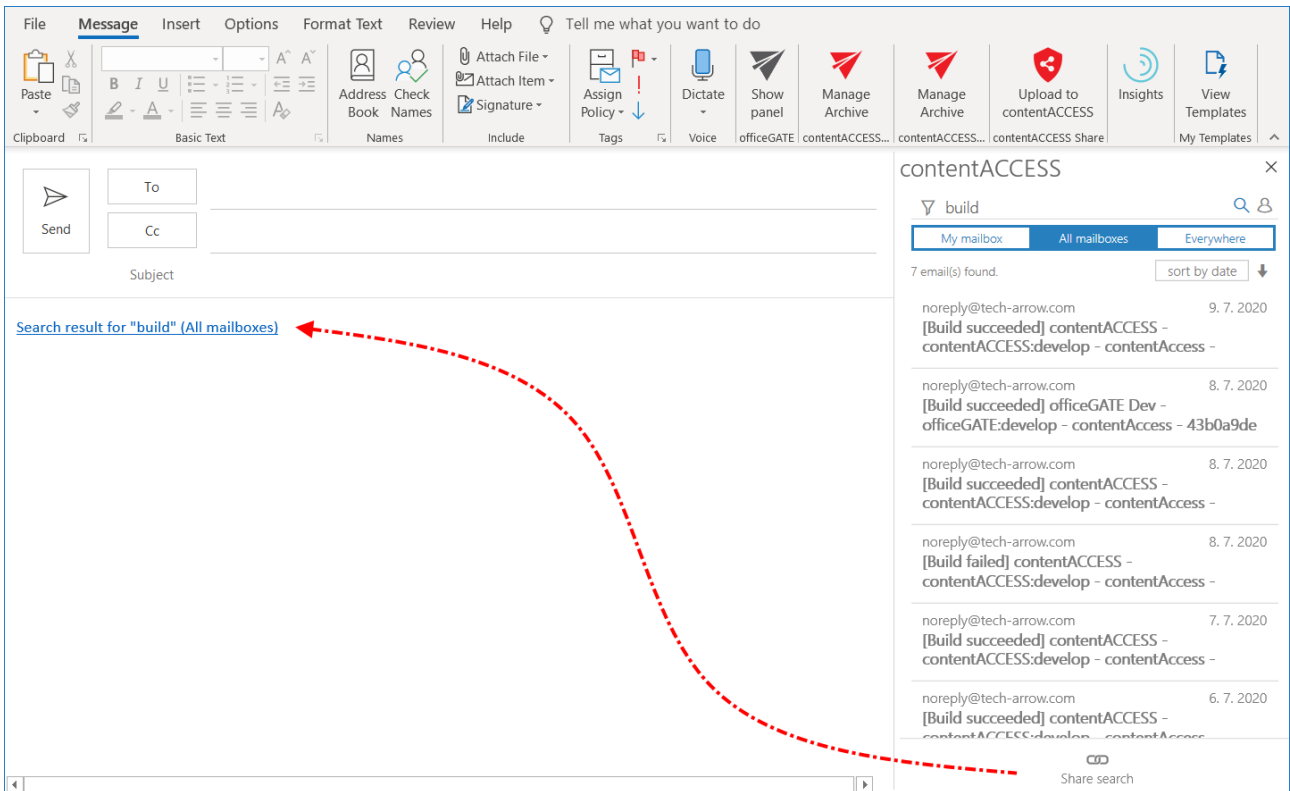 File Message Insert Options Format Text Review Help Tell me what you want to do
Paste
B I U
A A
Address Book
Check Names
Attach File
Attach Item
Signature
Assign Policy
Dictate
Show panel
Manage Archive
Manage Archive
Upload to contentACCESS
Insights
View Templates
Clipboard Basic Text Names Include Tags Voice officeGATE contentACCESS... contentACCESS... contentACCESS Share My Templates
Send
To
Cc
Subject
Search result for "build" (All mailboxes)
contentACCESS
build
My mailbox All mailboxes Everywhere
7 email(s) found. sort by date
noreply@tech-arrow.com 9. 7. 2020
[Build succeeded] contentACCESS -
contentACCESS:develop - contentAccess -
noreply@tech-arrow.com 8. 7. 2020
[Build succeeded] officeGATE Dev -
officeGATE:develop - contentAccess - 43b0a9de
noreply@tech-arrow.com 8. 7. 2020
[Build succeeded] contentACCESS -
contentACCESS:develop - contentAccess -
noreply@tech-arrow.com 8. 7. 2020
[Build failed] contentACCESS -
contentACCESS:develop - contentAccess -
noreply@tech-arrow.com 7. 7. 2020
[Build succeeded] contentACCESS -
contentACCESS:develop - contentAccess -
noreply@tech-arrow.com 6. 7. 2020
[Build succeeded] contentACCESS -
contentACCESS:develop - contentAccess
Share search